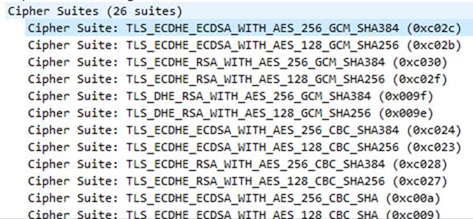 Cipher Suites (26 suites)
Cipher Suite: TLS_ECDHE_ECDSA_WITH_AES_256_GCM_SHA384 (0xc02c)
Cipher Suite: TLS_ECDHE_ECDSA_WITH_AES_128_GCM_SHA256 (0xc02b)
Cipher Suite: TLS_ECDHE_RSA_WITH_AES_256_GCM_SHA384 (0xc030)
Cipher Suite: TLS_ECDHE_RSA_WITH_AES_128_GCM_SHA256 (0xc02f)
Cipher Suite: TLS_DHE_RSA_WITH_AES_256_GCM_SHA384 (0x009f)
Cipher Suite: TLS_DHE_RSA_WITH_AES_128_GCM_SHA256 (0x009e)
Cipher Suite: TLS_ECDHE_ECDSA_WITH_AES_256_CBC_SHA384 (0xc024)
Cipher Suite: TLS_ECDHE_ECDSA_WITH_AES_128_CBC_SHA256 (0xc023)
Cipher Suite: TLS_ECDHE_RSA_WITH_AES_256_CBC_SHA384 (0xc028)
Cipher Suite: TLS_ECDHE_RSA_WITH_AES_128_CBC_SHA256 (0xc027)
Cipher Suite: TLS_ECDHE_ECDSA_WITH_AES_256_CBC_SHA (0xc00a)
Cipher Suite: TLS_ECDHE_ECDSA_WITH_AES_128_CBC_SHA (0xc009)